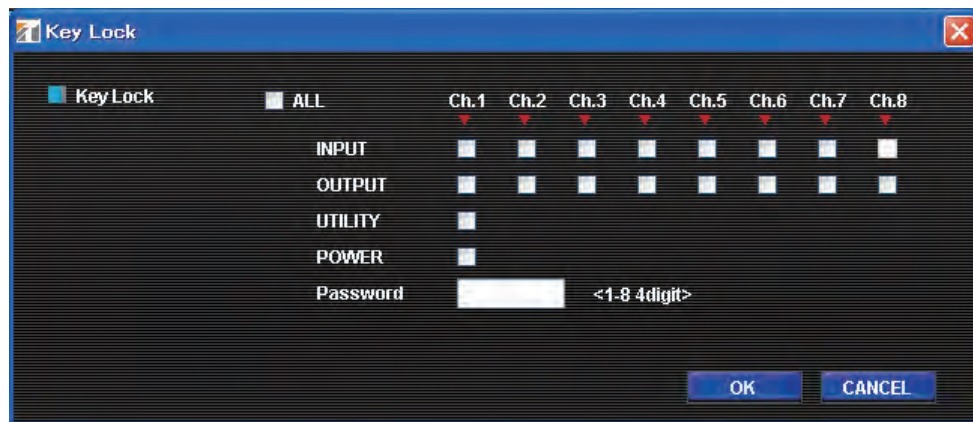 Key Lock
Key Lock ALL Ch.1 Ch.2 Ch.3 Ch.4 Ch.5 Ch.6 Ch.7 Ch.8
INPUT
OUTPUT
UTILITY
POWER
Password <1-8 4digit>
OK CANCEL